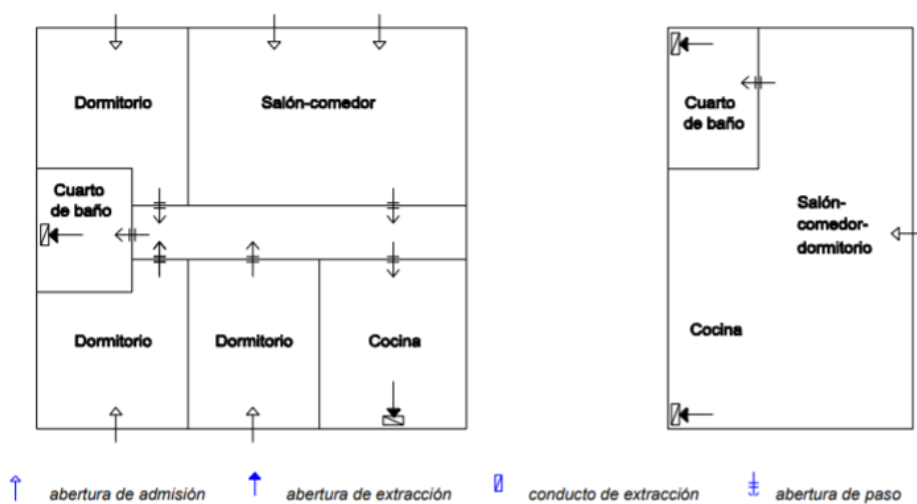 Dormitorio
Salón-comedor
Cuarto
de baño
Dormitorio
Dormitorio
Cocina
Cuarto
de baño
Salón-
comedor-
dormitorio
Cocina
abertura de admisión
abertura de extracción
conducto de extracción
abertura de paso